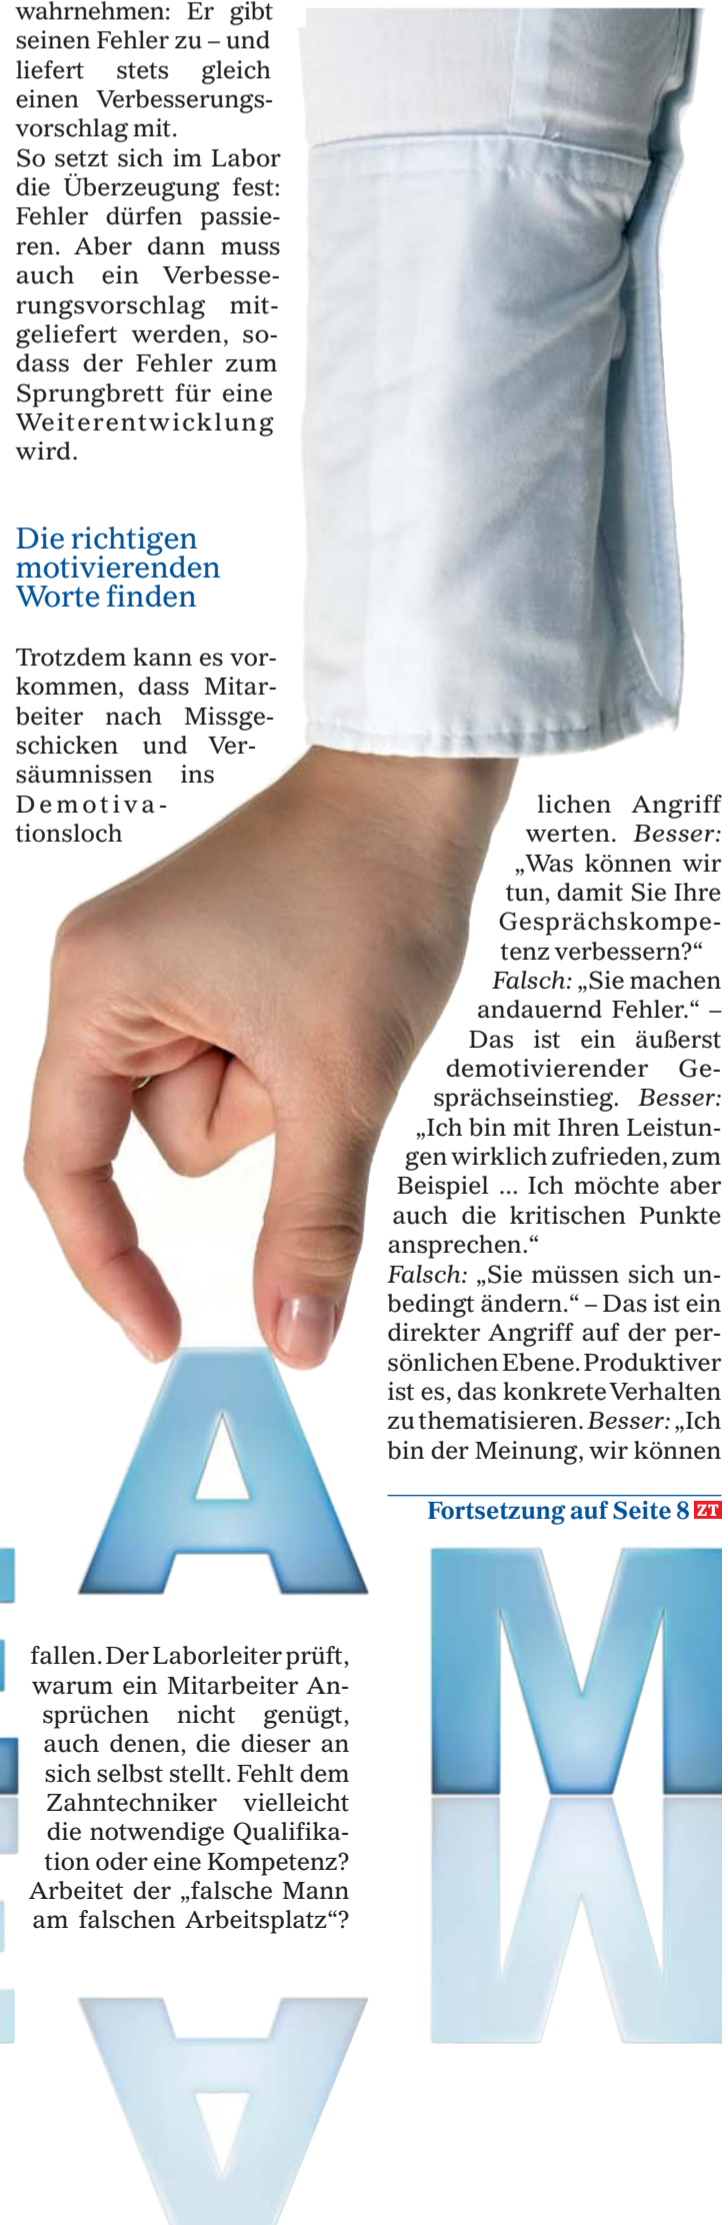 wahrnehmen: Er gibt
seinen Fehler zu – und
liefert stets gleich
einen Verbesserungs-
vorschlag mit.
So setzt sich im Labor
die Überzeugung fest:
Fehler dürfen passie-
ren. Aber dann muss
auch ein Verbesse-
rungsvorschlag mit-
geliefert werden, so-
dass der Fehler zum
Sprungbrett für eine
Weiterentwicklung
wird.
Die richtigen
motivierenden
Worte finden
Trotzdem kann es vor-
kommen, dass Mitar-
beiter nach Missge-
schicken und Ver-
säumnissen ins
Demotiva-
tionsloch
fallen. Der Laborleiter prüft,
warum ein Mitarbeiter An-
sprüchen nicht genügt,
auch denen, die dieser an
sich selbst stellt. Fehlt dem
Zahntechniker vielleicht
die notwendige Qualifika-
tion oder eine Kompetenz?
Arbeitet der „falsche Mann
am falschen Arbeitsplatz“?
lichen Angriff
werten. Besser:
„Was können wir
tun, damit Sie Ihre
Gesprächskompe-
tenz verbessern?“
Falsch: „Sie machen
andauernd Fehler.“ –
Das ist ein äußerst
demotivierender Ge-
sprächseinstieg. Besser:
„Ich bin mit Ihren Leistun-
gen wirklich zufrieden, zum
Beispiel ... Ich möchte aber
auch die kritischen Punkte
ansprechen.“
Falsch: „Sie müssen sich un-
bedingt ändern.“ – Das ist ein
direkter Angriff auf der per-
sönlichen Ebene. Produktiver
ist es, das konkrete Verhalten
zu thematisieren. Besser: „Ich
bin der Meinung, wir können
Fortsetzung auf Seite 8 ZT
A
M